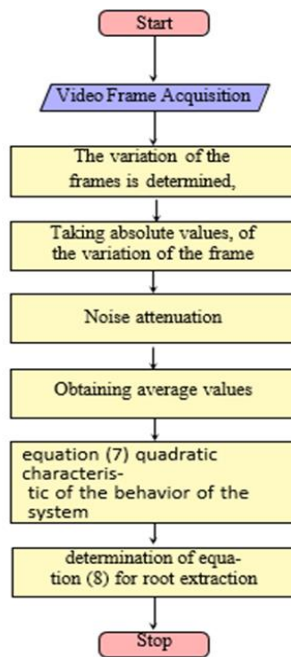 Start
Video Frame Acquisition
The variation of the
frames is determined,
Taking absolute values, of
the variation of the frame
Noise attenuation
Obtaining average values
equation (7) quadratic
characteris-
tic of the behavior of the
system
determination of equa-
tion (8) for root extraction
Stop